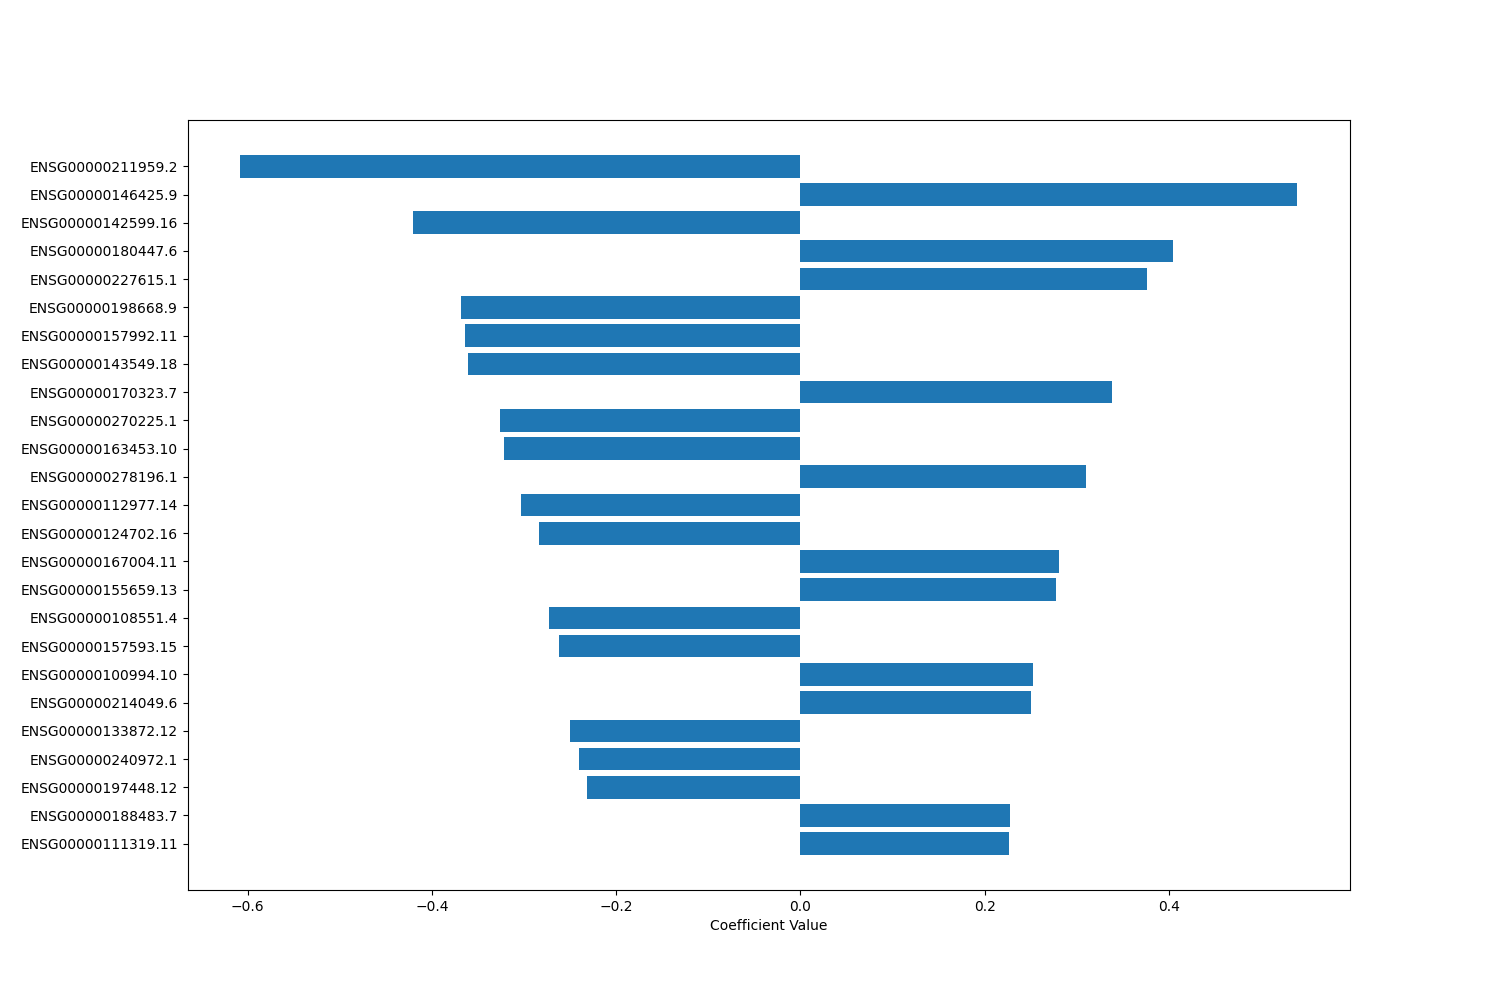 ENSG00000211959.2
ENSG00000146425.9
ENSG00000142599.16
ENSG00000180447.6
ENSG00000227615.1
ENSG00000198668.9
ENSG00000157992.11
ENSG00000143549.18
ENSG00000170323.7
ENSG00000270225.1
ENSG00000163453.10
ENSG00000278196.1
ENSG00000112977.14
ENSG00000124702.16
ENSG00000167004.11
ENSG00000155659.13
ENSG00000108551.4
ENSG00000157593.15
ENSG00000100994.10
ENSG00000214049.6
ENSG00000133872.12
ENSG00000240972.1
ENSG00000197448.12
ENSG00000188483.7
ENSG00000111319.11
−0.6 −0.4 −0.2 0.0 0.2 0.4
Coefficient Value